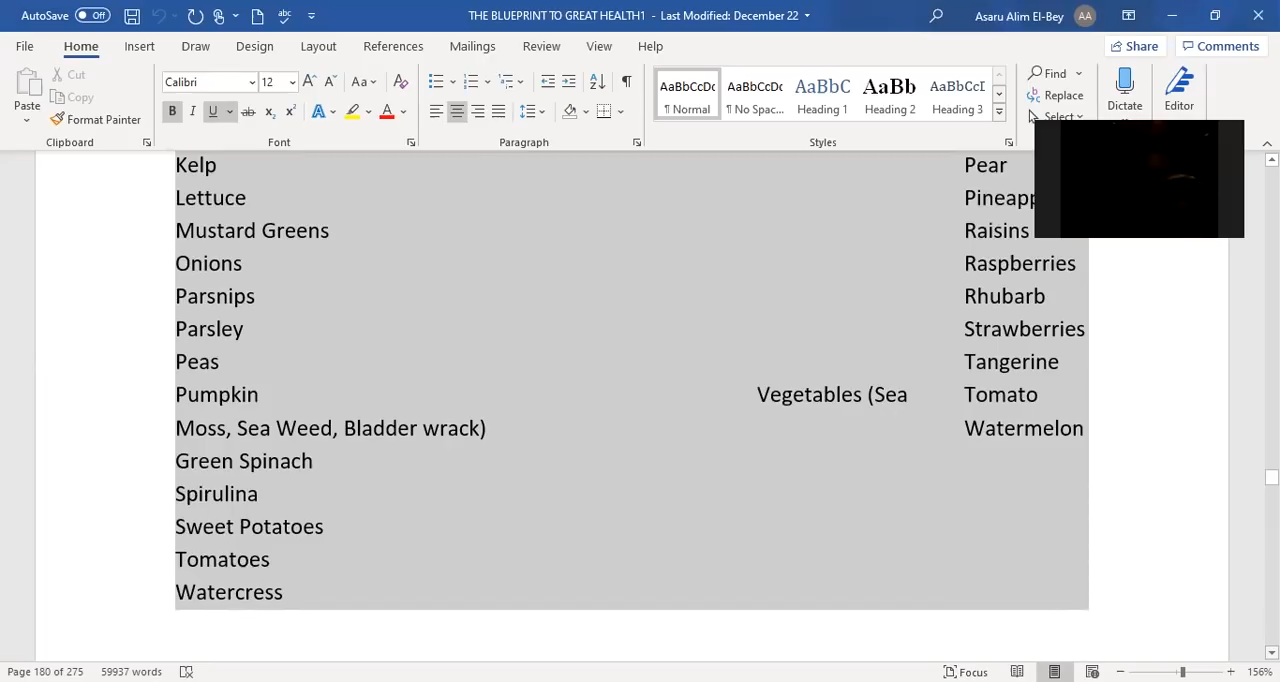 AutoSave Off
THE BLUEPRINT TO GREAT HEALTH1 - Last Modified: December 22
Asaru Alim El-Bey AA
File Home Insert Draw Design Layout References Mailings Review View Help
Share Comments
Paste
Cut
Copy
Format Painter
Clipboard
Calibri 12
Font
Paragraph
AaBbCcDc AaBbCcDc AaBbC AaBb AaBbCcI
¶ Normal ¶ No Spac... Heading 1 Heading 2 Heading 3
Styles
Find
Replace
Select
Dictate
Editor
Kelp
Lettuce
Mustard Greens
Onions
Parsnips
Parsley
Peas
Pumpkin Vegetables (Sea
Moss, Sea Weed, Bladder wrack)
Green Spinach
Spirulina
Sweet Potatoes
Tomatoes
Watercress
Pear
Pineapp
Raisins
Raspberries
Rhubarb
Strawberries
Tangerine
Tomato
Watermelon
Page 180 of 275 59937 words
Focus
156%